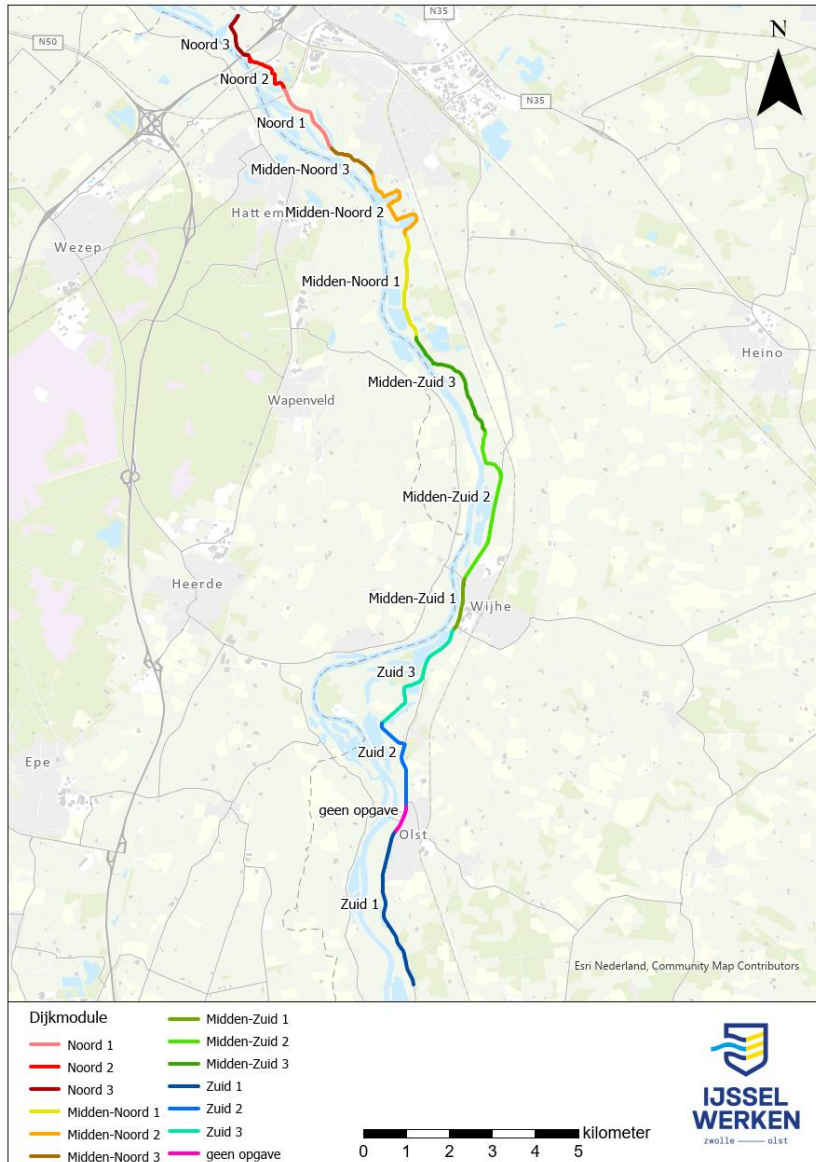 N35
N50
Noord 3
N
Noord 2
N35
Noord 1
Midden-Noord 3
Hattem
Midden-Noord 2
Wezep
Midden-Noord 1
Heino
Midden-Zuid 3
Wapenveld
Midden-Zuid 2
Heerde
Midden-Zuid 1
Wijhe
Zuid 3
Zuid 2
Epe
geen opgave
Olst
Zuid 1
Esri Nederland, Community Map Contributors
Dijkmodule
Noord 1
Noord 2
Noord 3
Midden-Noord 1
Midden-Noord 2
Midden-Noord 3
Midden-Zuid 1
Midden-Zuid 2
Midden-Zuid 3
Zuid 1
Zuid 2
Zuid 3
geen opgave
kilometer
0 1 2 3 4 5
IJSSEL
WERKEN
zwolle — olst